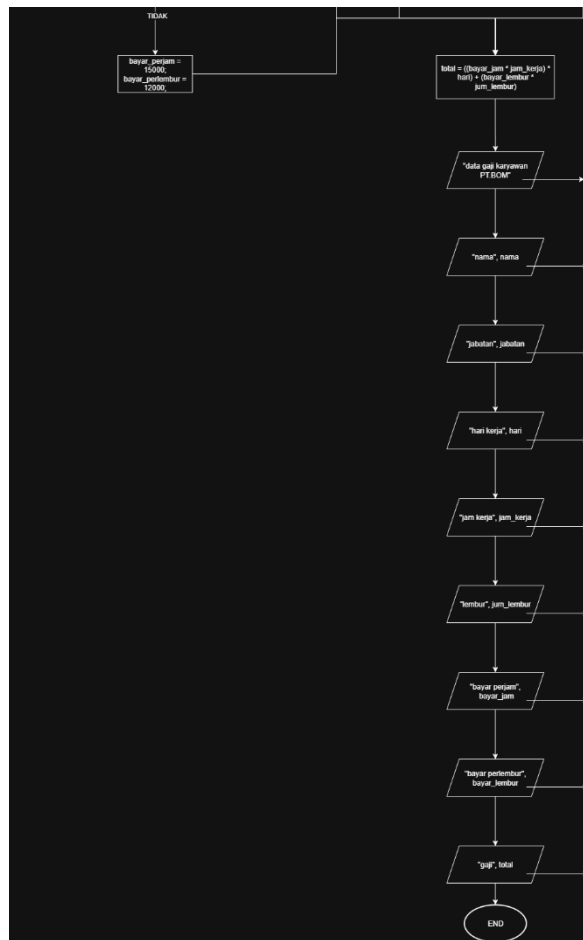 TIDAK
bayar_perjam =
15000;
bayar_perlembur =
12000;
total = ((bayar_jam * jam_kerja) *
hari) + (bayar_lembur *
jum_lembur)
"data gaji karyawan
PT.BOM"
"nama", nama
"jabatan", jabatan
"hari kerja", hari
"jam kerja", jam_kerja
"lembur", jum_lembur
"bayar perjam",
bayar_jam
"bayar perlembur",
bayar_lembur
"gaji", total
END